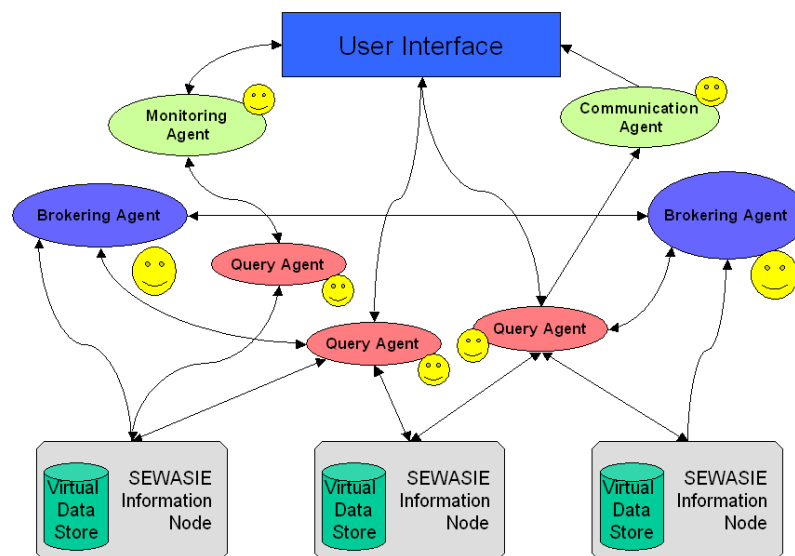 User Interface
Monitoring
Agent
Communication
Agent
Brokering Agent
Brokering Agent
Query Agent
Query Agent
Query Agent
Virtual
Data
Store
SEWASIE
Information
Node
Virtual
Data
Store
SEWASIE
Information
Node
Virtual
Data
Store
SEWASIE
Information
Node